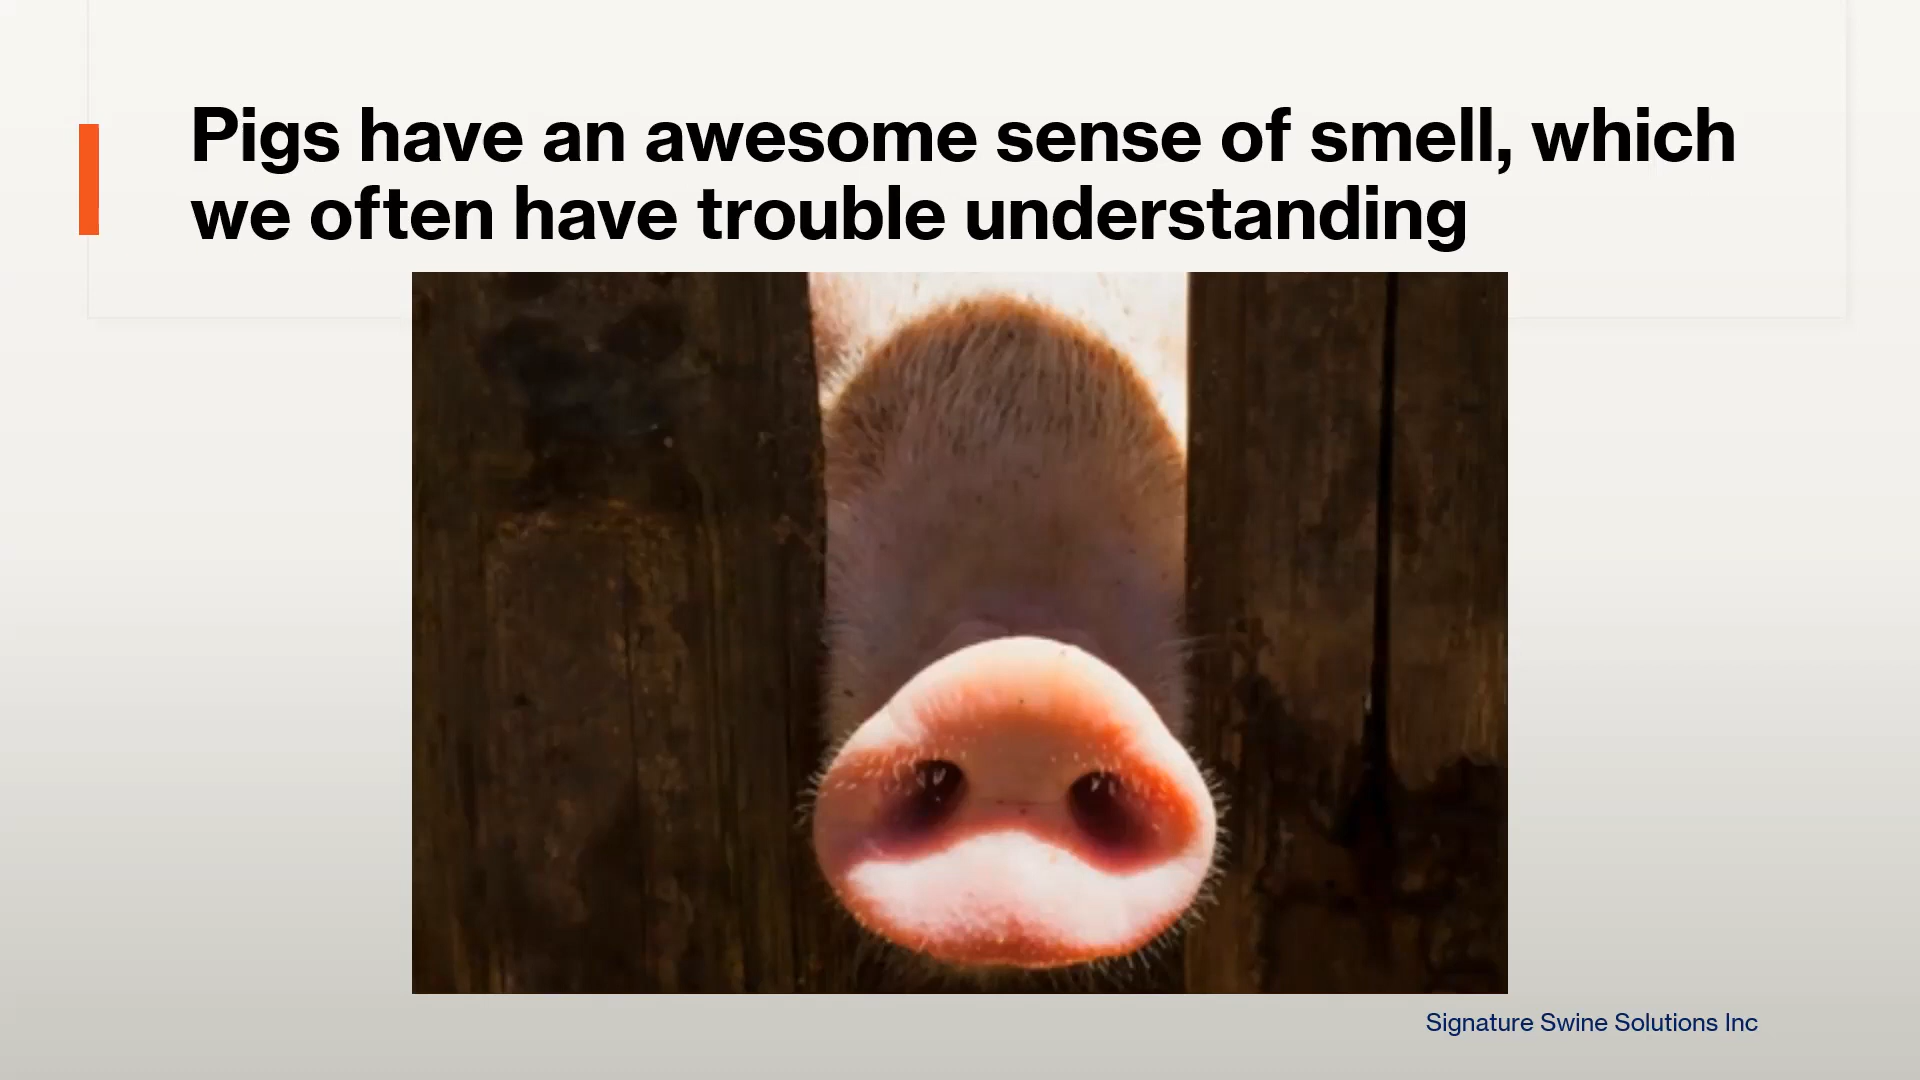 Pigs have an awesome sense of smell, which
we often have trouble understanding
Signature Swine Solutions Inc